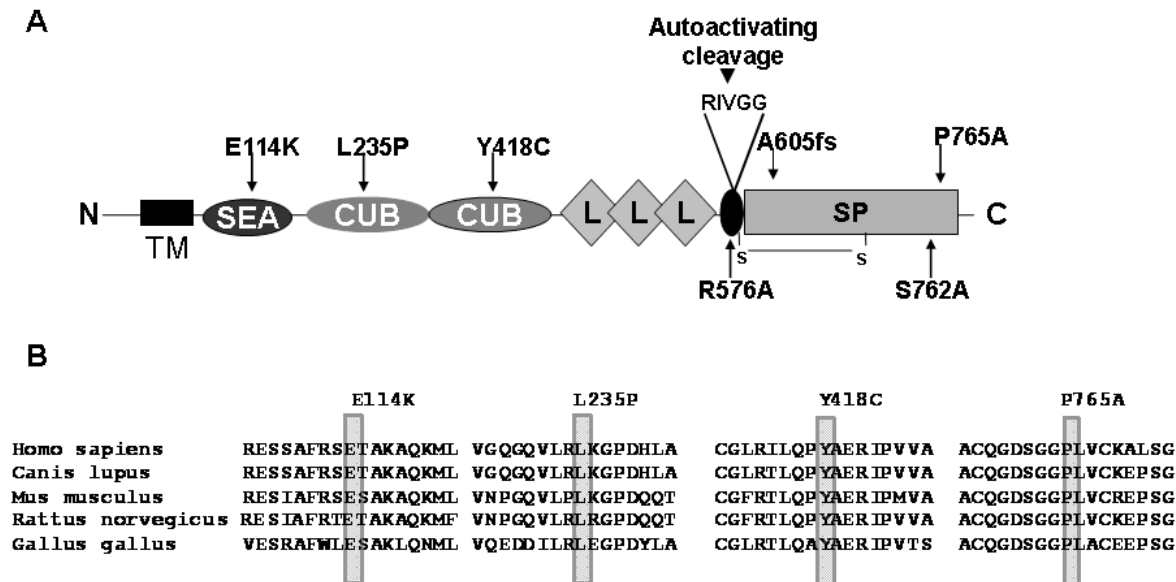 A
Autoactivating
cleavage
RIVGG
E114K L235P Y418C A605fs P765A
N SEA CUB CUB L L L SP C
TM
S S
R576A S762A
B
E114K L235P Y418C P765A
Homo sapiens RESSAFRSETAKAQKML VGQGQVLRLKGPDHLA CGLRILQPYAERIPVVA ACQGDSGGPLVCKALSG
Canis lupus RESSAFRSETAKAQKML VGQGQVLRLKGPDHLA CGLRTLQPYAERIPVVA ACQGDSGGPLVCKEPSG
Mus musculus RESIAFRSESAKAQKML VNPGQVLPLKGPDQQT CGFRTLQPYAERIPMVA ACQGDSGGPLVCREPSG
Rattus norvegicus RESIAFRTETAKAQKMF VNPGQVLRLRGPDQQT CGFRTLQPYAERIPVVA ACQGDSGGPLVCKEPSG
Gallus gallus VESRAFWLESAKLQNML VQEDDILRLEGPDYLA CGLRTLQAYAERIPVTS ACQGDSGGPLACEEPSG